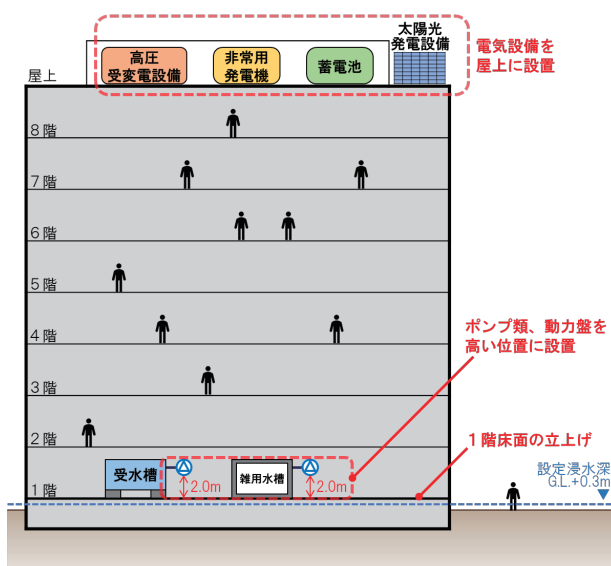 太陽光
発電設備
高圧
受変電設備
非常用
発電機
蓄電池
電気設備を
屋上に設置
屋上
8階
7階
6階
5階
4階
3階
2階
1階
ポンプ類、動力盤を
高い位置に設置
1階床面の立上げ
受水槽
2.0m
雑用水槽
2.0m
設定浸水深
G.L.+0.3m